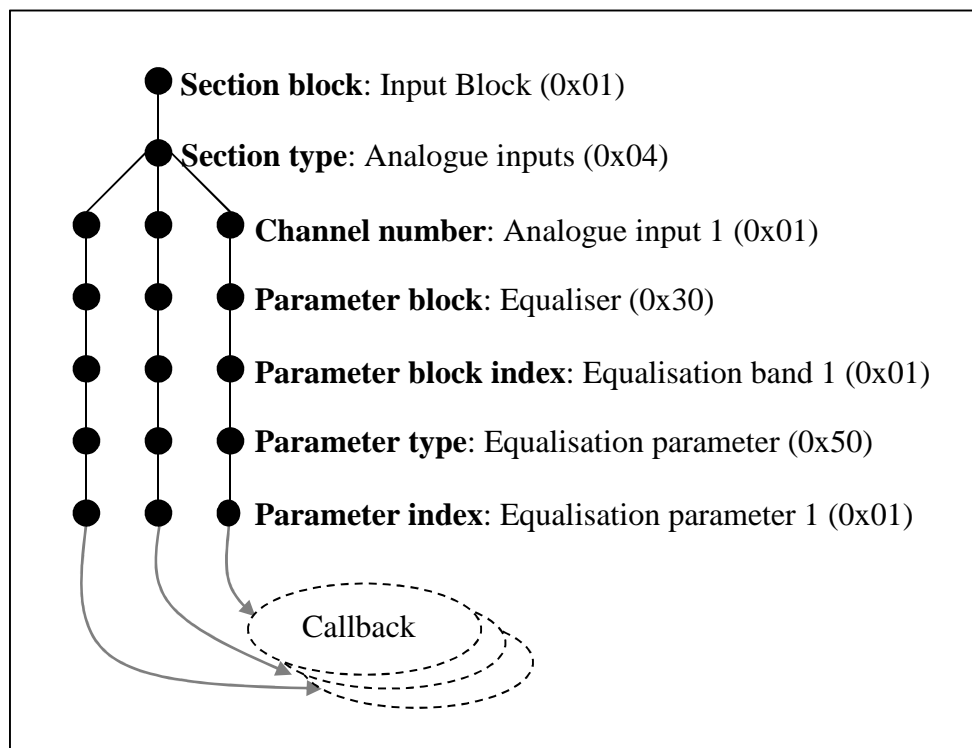 Section block: Input Block (0x01)
Section type: Analogue inputs (0x04)
Channel number: Analogue input 1 (0x01)
Parameter block: Equaliser (0x30)
Parameter block index: Equalisation band 1 (0x01)
Parameter type: Equalisation parameter (0x50)
Parameter index: Equalisation parameter 1 (0x01)
Callback